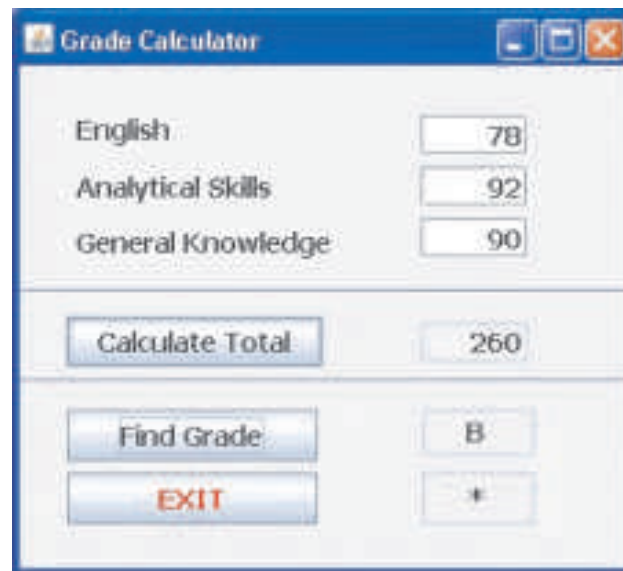 Grade Calculator
English 78
Analytical Skills 92
General Knowledge 90
Calculate Total 260
Find Grade B
EXIT *